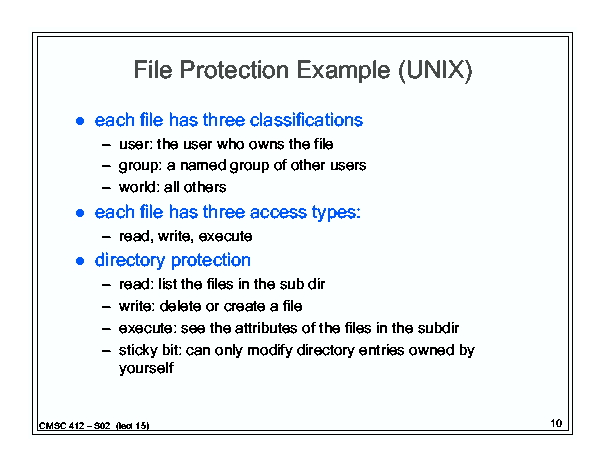 File Protection Example (UNIX)
● each file has three classifications
– user: the user who owns the file
– group: a named group of other users
– world: all others
● each file has three access types:
– read, write, execute
● directory protection
– read: list the files in the sub dir
– write: delete or create a file
– execute: see the attributes of the files in the subdir
– sticky bit: can only modify directory entries owned by
yourself
CMSC 412 – S02 (lect 15)
10